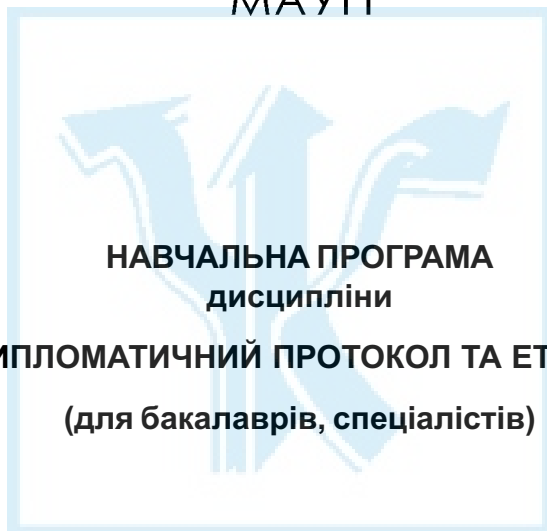 МАУП
НАВЧАЛЬНА ПРОГРАМА
дисципліни
ИПЛОМАТИЧНИЙ ПРОТОКОЛ ТА ЕТ
(для бакалаврів, спеціалістів)